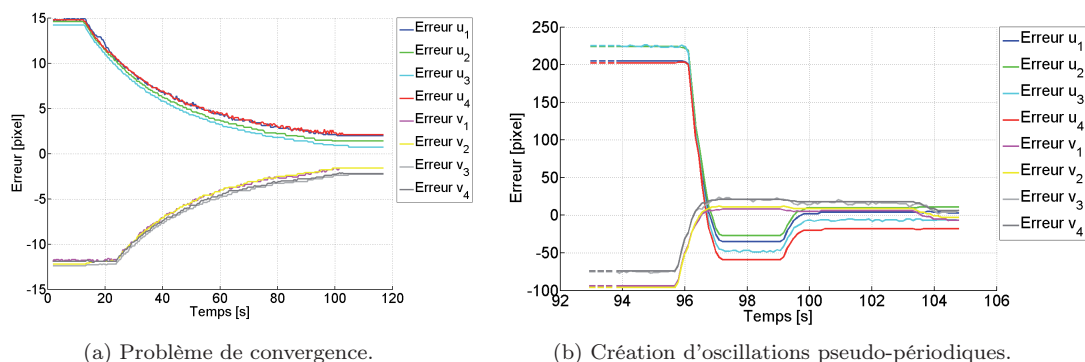 15
10
5
0
-5
-10
-15
Erreur [pixel]
0
20
40
60
80
100
120
Temps [s]
Erreur u1
Erreur u2
Erreur u3
Erreur u4
Erreur v1
Erreur v2
Erreur v3
Erreur v4
(a) Problème de convergence.
250
200
150
100
50
0
-50
-100
Erreur [pixel]
92
94
96
98
100
102
104
106
Temps [s]
Erreur u1
Erreur u2
Erreur u3
Erreur u4
Erreur v1
Erreur v2
Erreur v3
Erreur v4
(b) Création d'oscillations pseudo-périodiques.